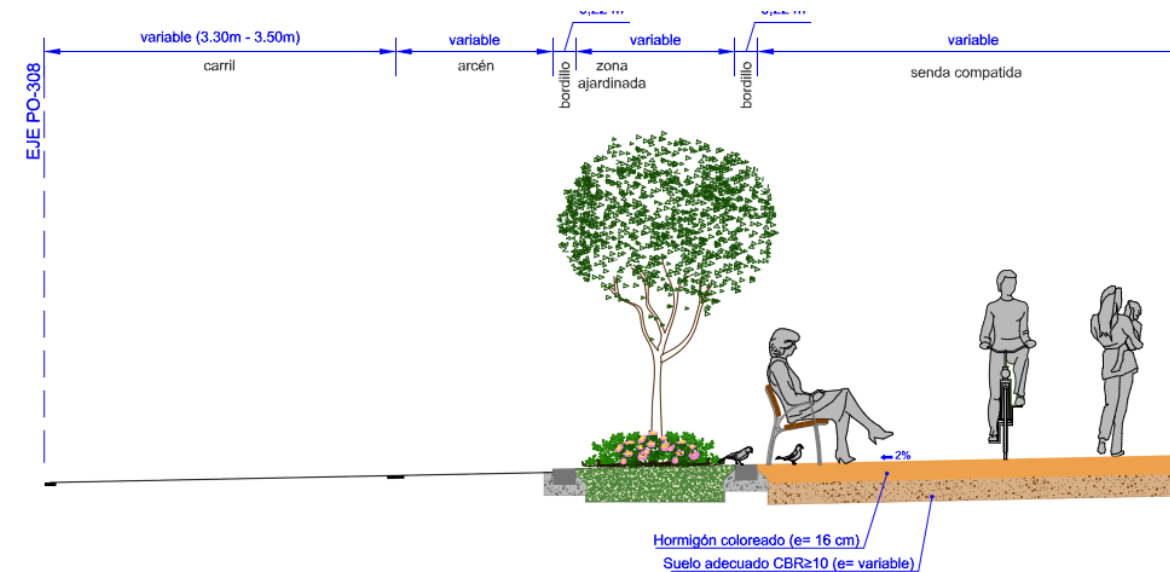 variable (3.30m - 3.50m)
variable
variable
variable
carril
arcén
bordillo
zona
ajardinada
bordillo
senda compatida
EJE PO-308
2%
Hormigón coloreado (e= 16 cm)
Suelo adecuado CBR≥10 (e= variable)